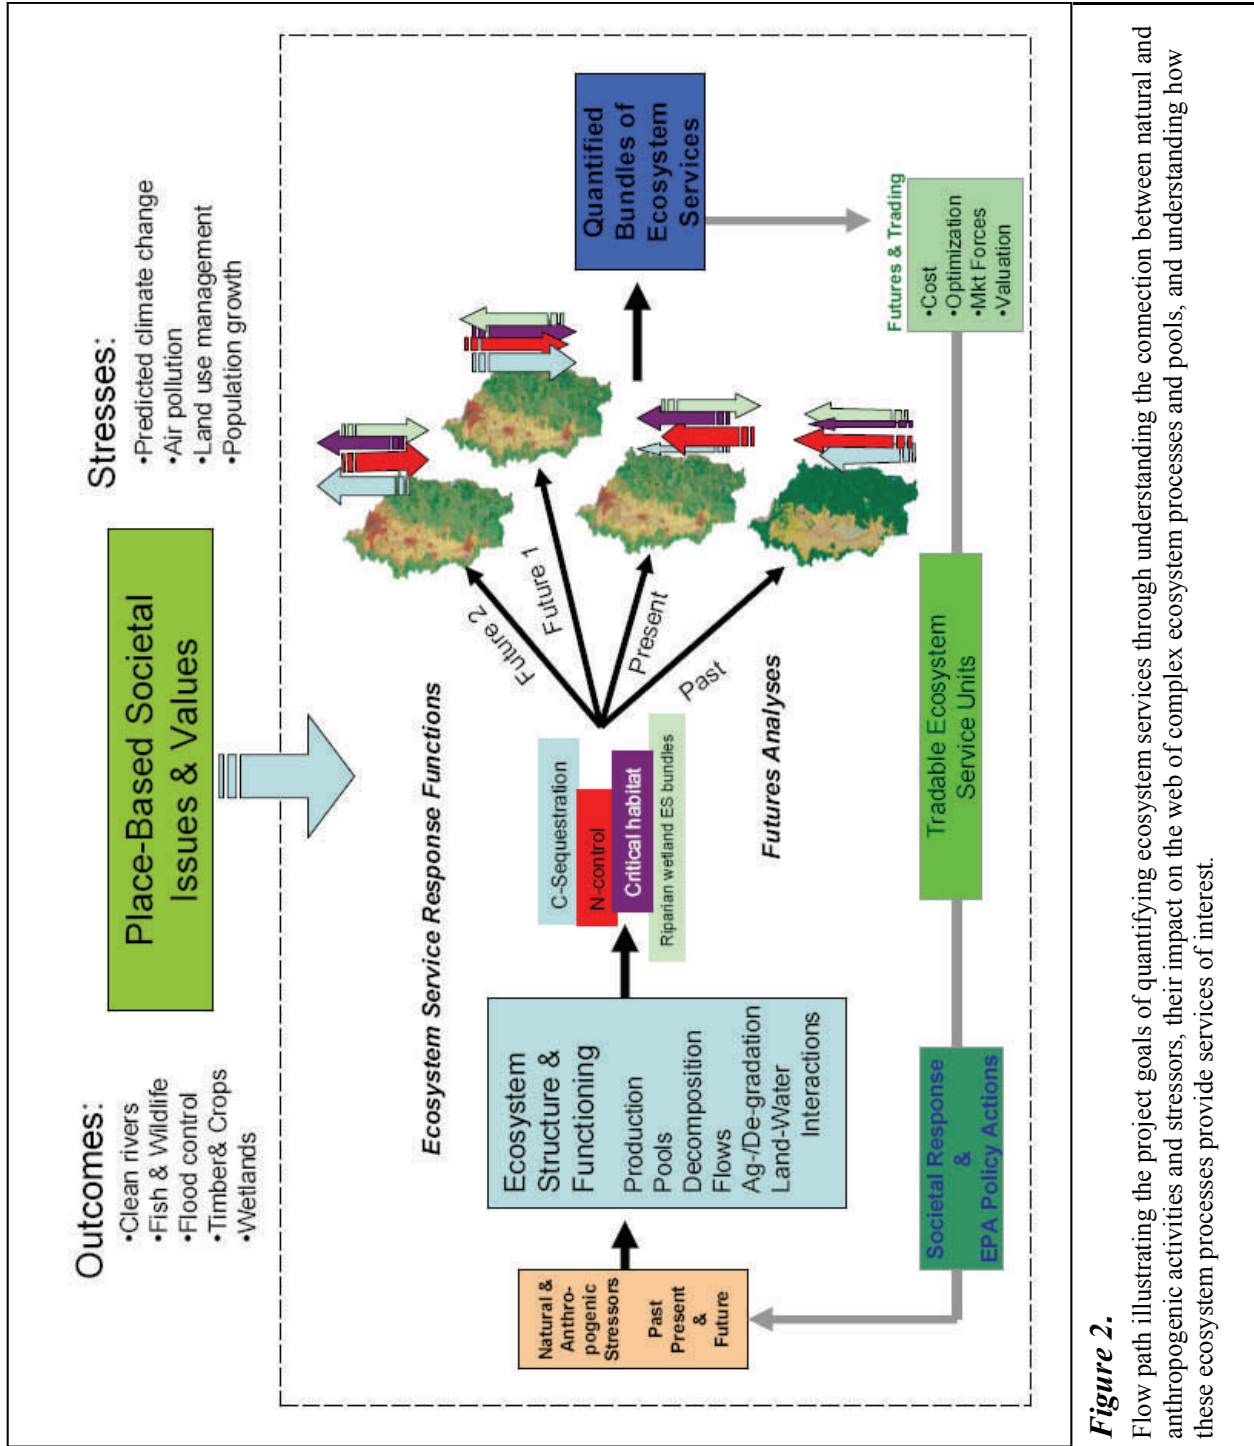 Outcomes:
•Clean rivers
•Fish & Wildlife
•Flood control
•Timber& Crops
•Wetlands
Place-Based Societal
Issues & Values
Stresses:
•Predicted climate change
•Air pollution
•Land use management
•Population growth
Ecosystem Service Response Functions
Natural &
Anthro-
pogenic
Stressors
Past
Present
&
Future
Ecosystem
Structure &
Functioning
Production
Pools
Decomposition
Flows
Ag-/De-gradation
Land-Water
Interactions
C-Sequestration
N-control
Critical habitat
Riparian wetland ES bundles
Future 2
Future 1
Present
Past
Futures Analyses
Quantified
Bundles of
Ecosystem
Services
Futures & Trading
•Cost
•Optimization
•Mkt Forces
•Valuation
Tradable Ecosystem
Service Units
Societal Response
&
EPA Policy Actions
Figure 2.
Flow path illustrating the project goals of quantifying ecosystem services through understanding the connection between natural and
anthropogenic activities and stressors, their impact on the web of complex ecosystem processes and pools, and understanding how
these ecosystem processes provide services of interest.